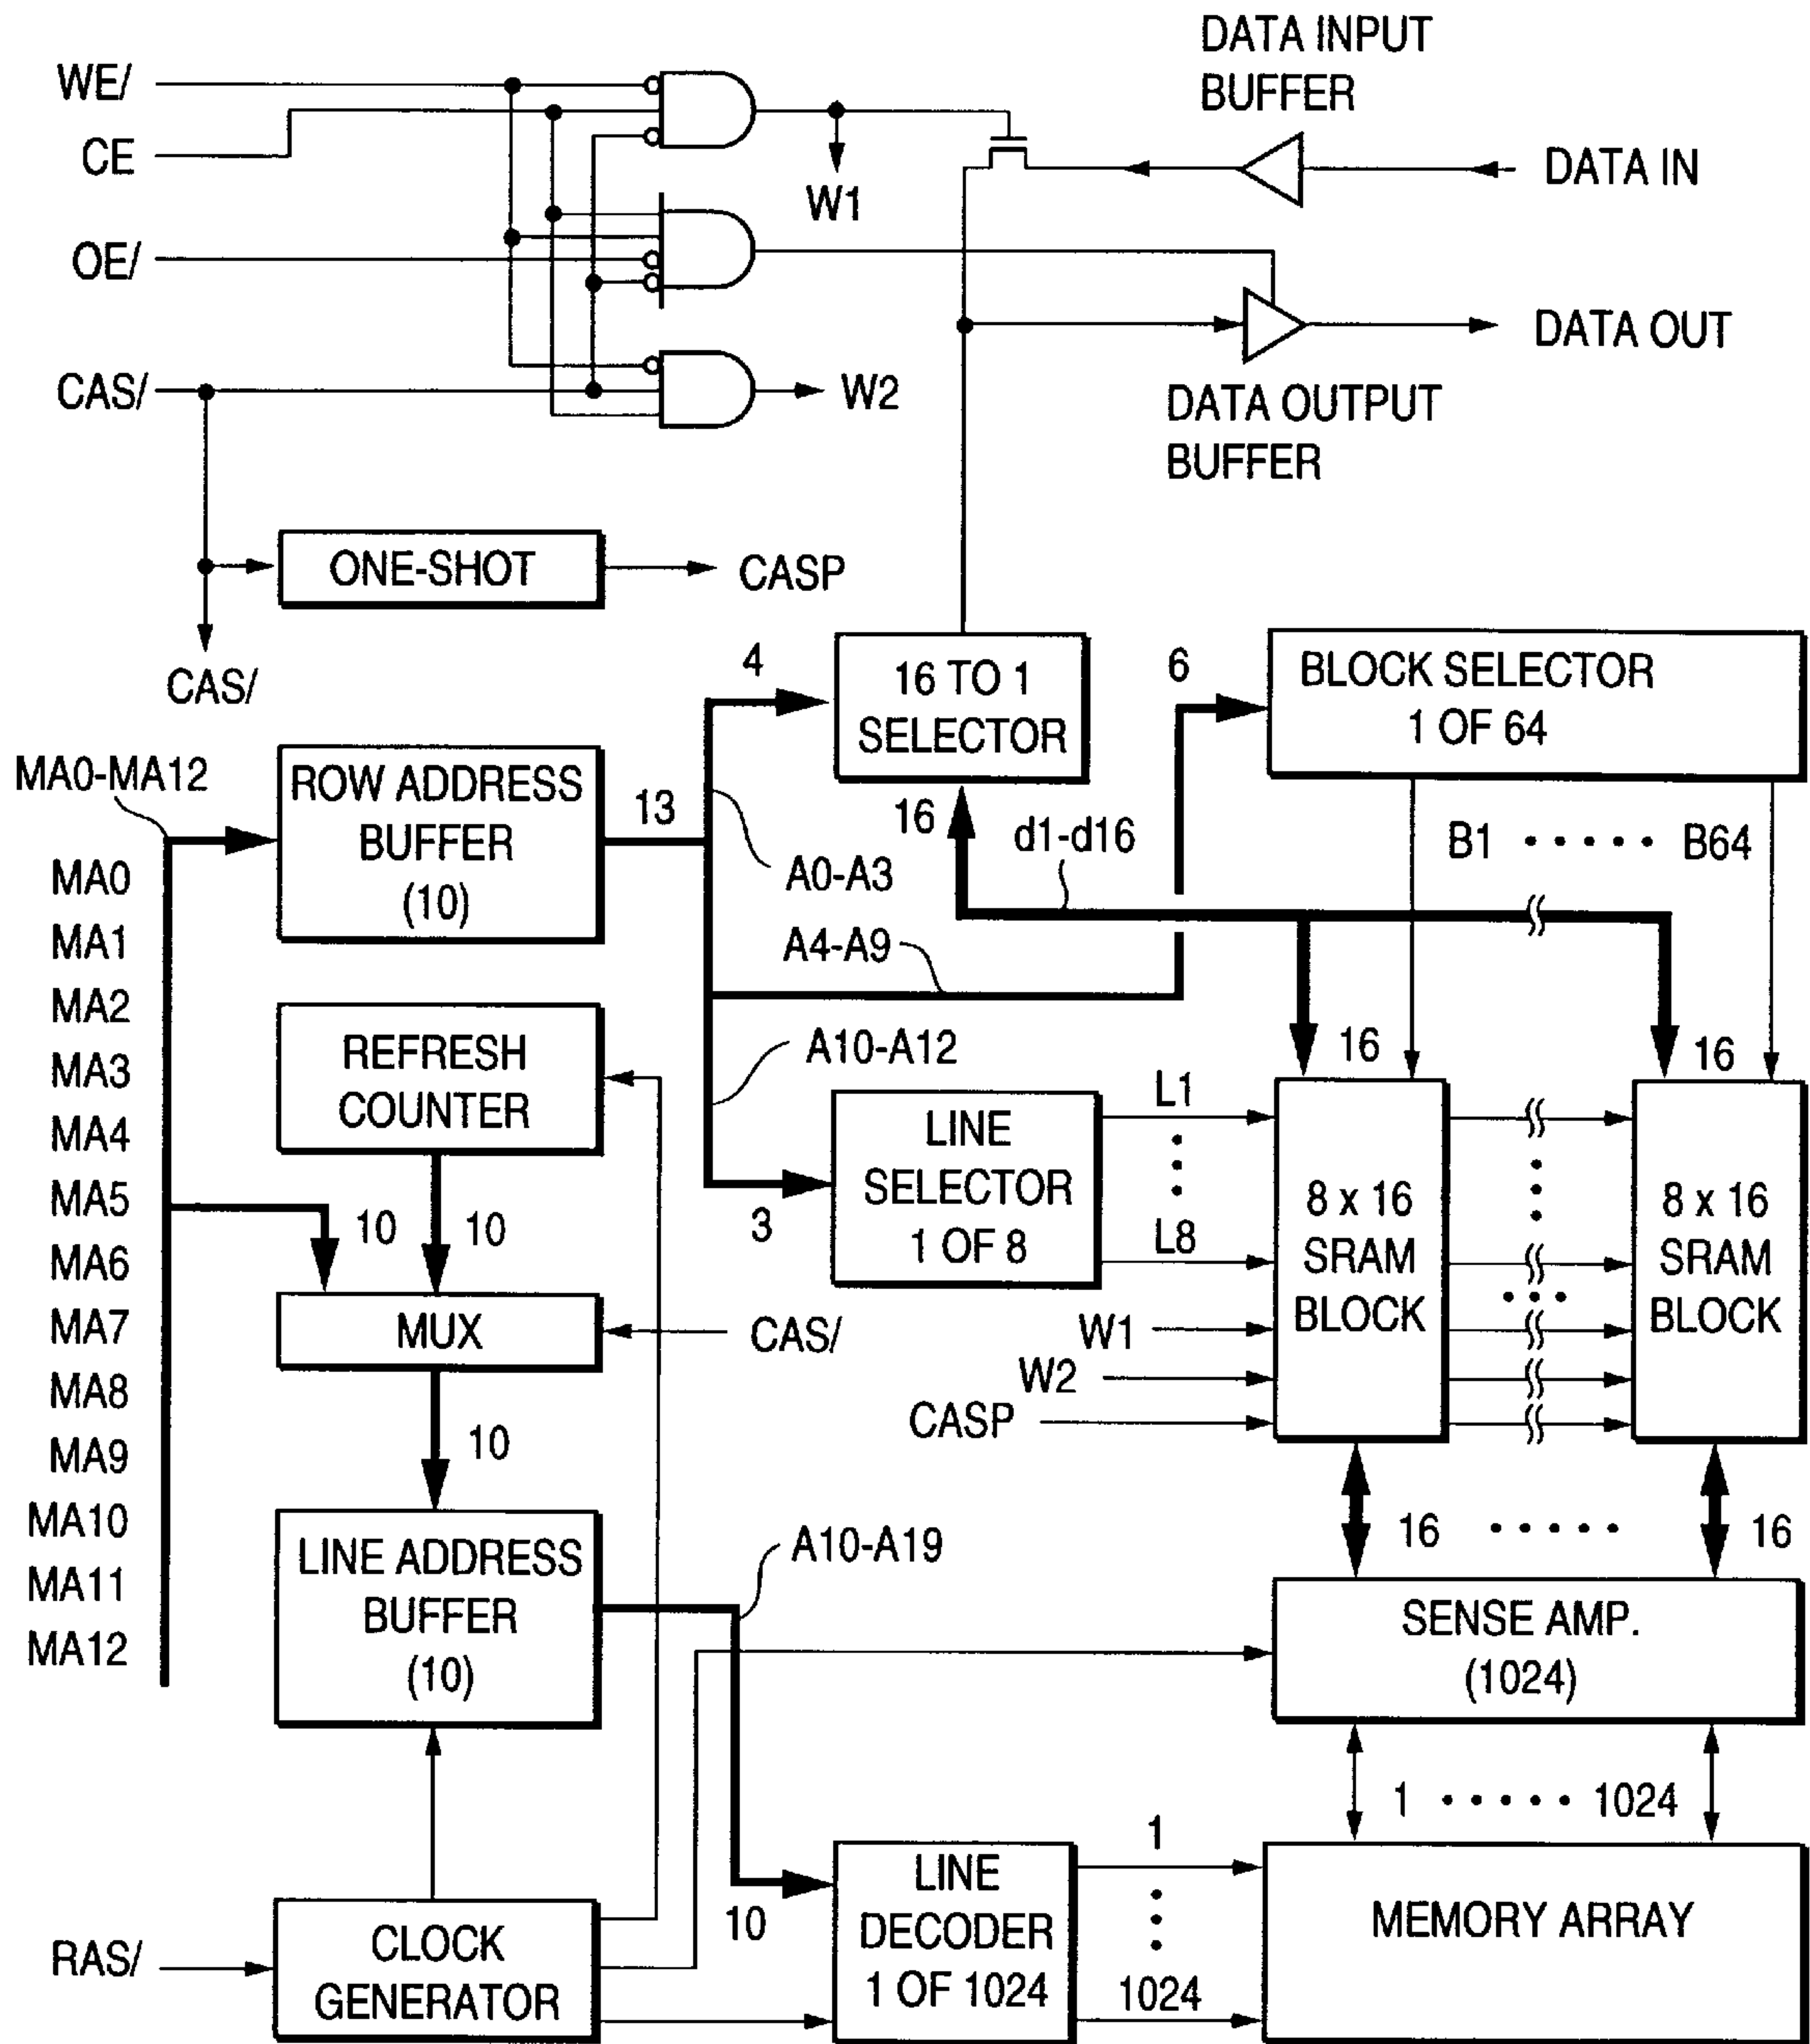 DATA INPUT
BUFFER
WE/
CE
W1
DATA IN
OE/
DATA OUT
CAS/
W2
DATA OUTPUT
BUFFER
ONE-SHOT
CASP
CAS/
4
16 TO 1
SELECTOR
6
BLOCK SELECTOR
1 OF 64
MA0-MA12
ROW ADDRESS
BUFFER
(10)
13
16
d1-d16
B1 ····· B64
A0-A3
A4-A9
MA0
MA1
MA2
MA3
MA4
MA5
MA6
MA7
MA8
MA9
MA10
MA11
MA12
REFRESH
COUNTER
A10-A12
16
16
LINE
SELECTOR
1 OF 8
L1
L8
3
8 x 16
SRAM
BLOCK
8 x 16
SRAM
BLOCK
10
10
MUX
CAS/
W1
W2
CASP
10
LINE ADDRESS
BUFFER
(10)
A10-A19
16 ····· 16
SENSE AMP.
(1024)
1 ····· 1024
RAS/
CLOCK
GENERATOR
10
LINE
DECODER
1 OF 1024
1
1024
MEMORY ARRAY